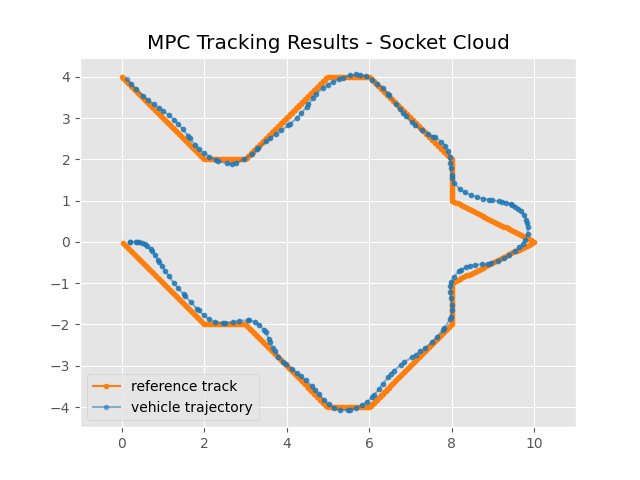 MPC Tracking Results - Socket Cloud
4
3
2
1
0
−1
−2
−3
−4
reference track
vehicle trajectory
0 2 4 6 8 10